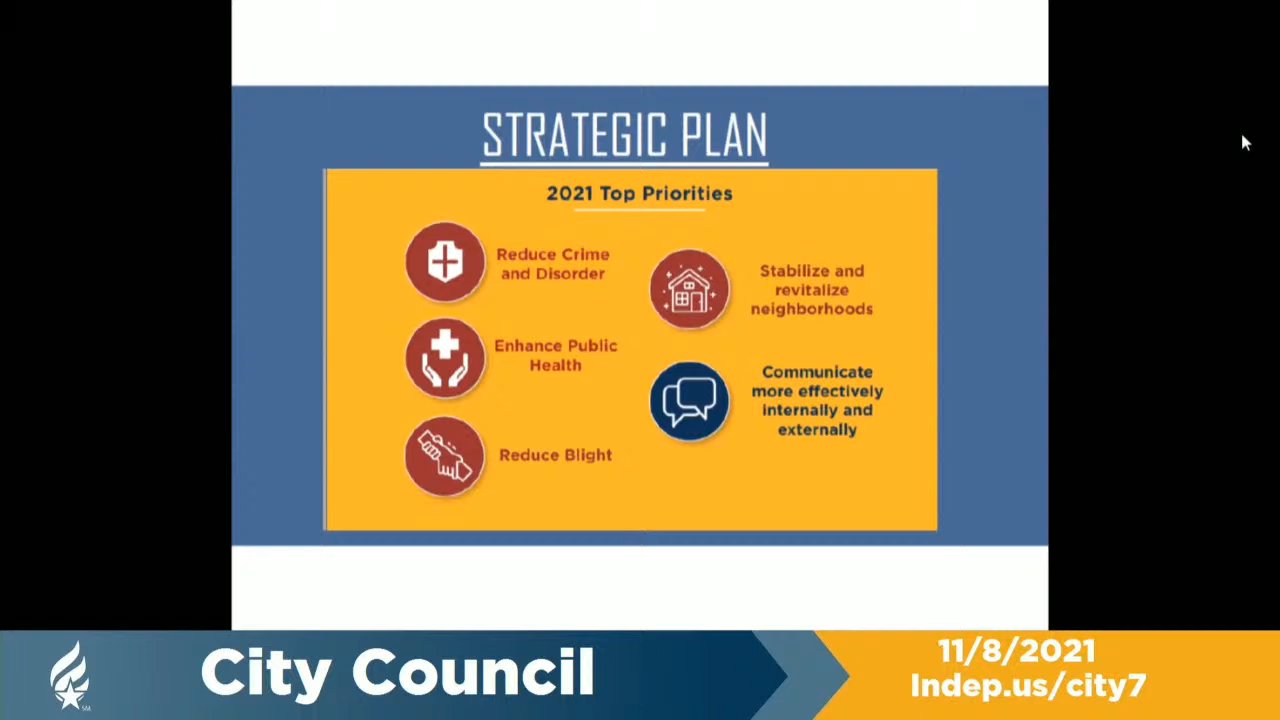 STRATEGIC PLAN
2021 Top Priorities
Reduce Crime
and Disorder
Enhance Public
Health
Reduce Blight
Stabilize and
revitalize
neighborhoods
Communicate
more effectively
internally and
externally
City Council
11/8/2021
Indep.us/city7
SM